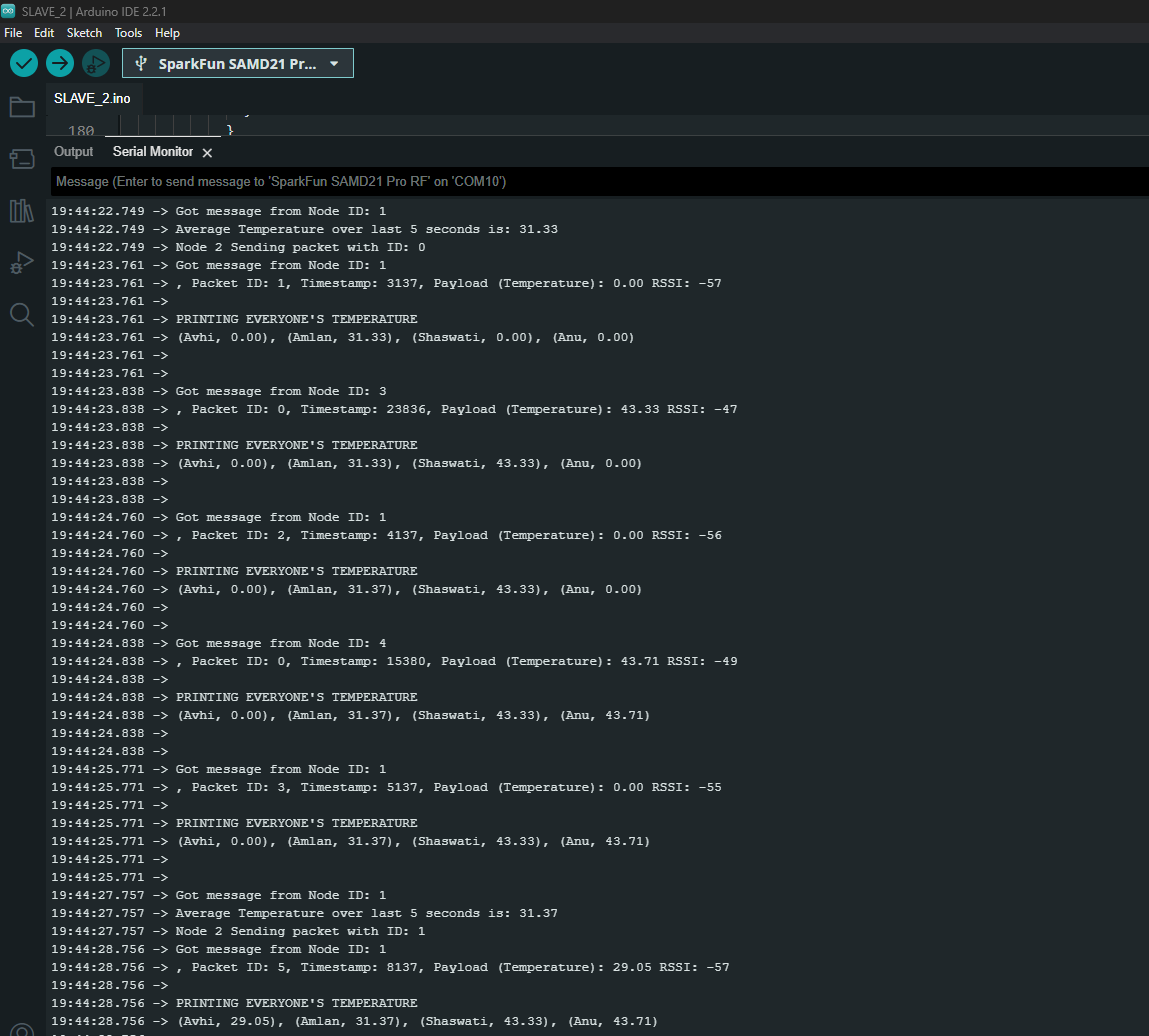 SLAVE_2 | Arduino IDE 2.2.1
File Edit Sketch Tools Help
SparkFun SAMD21 Pr...
SLAVE_2.ino
180 }
Output Serial Monitor
Message (Enter to send message to 'SparkFun SAMD21 Pro RF' on 'COM10')
19:44:22.749 -> Got message from Node ID: 1
19:44:22.749 -> Average Temperature over last 5 seconds is: 31.33
19:44:22.749 -> Node 2 Sending packet with ID: 0
19:44:23.761 -> Got message from Node ID: 1
19:44:23.761 -> , Packet ID: 1, Timestamp: 3137, Payload (Temperature): 0.00 RSSI: -57
19:44:23.761 ->
19:44:23.761 -> PRINTING EVERYONE'S TEMPERATURE
19:44:23.761 -> (Avhi, 0.00), (Amlan, 31.33), (Shaswati, 0.00), (Anu, 0.00)
19:44:23.761 ->
19:44:23.761 ->
19:44:23.838 -> Got message from Node ID: 3
19:44:23.838 -> , Packet ID: 0, Timestamp: 23836, Payload (Temperature): 43.33 RSSI: -47
19:44:23.838 ->
19:44:23.838 -> PRINTING EVERYONE'S TEMPERATURE
19:44:23.838 -> (Avhi, 0.00), (Amlan, 31.33), (Shaswati, 43.33), (Anu, 0.00)
19:44:23.838 ->
19:44:23.838 ->
19:44:24.760 -> Got message from Node ID: 1
19:44:24.760 -> , Packet ID: 2, Timestamp: 4137, Payload (Temperature): 0.00 RSSI: -56
19:44:24.760 ->
19:44:24.760 -> PRINTING EVERYONE'S TEMPERATURE
19:44:24.760 -> (Avhi, 0.00), (Amlan, 31.37), (Shaswati, 43.33), (Anu, 0.00)
19:44:24.760 ->
19:44:24.760 ->
19:44:24.838 -> Got message from Node ID: 4
19:44:24.838 -> , Packet ID: 0, Timestamp: 15380, Payload (Temperature): 43.71 RSSI: -49
19:44:24.838 ->
19:44:24.838 -> PRINTING EVERYONE'S TEMPERATURE
19:44:24.838 -> (Avhi, 0.00), (Amlan, 31.37), (Shaswati, 43.33), (Anu, 43.71)
19:44:24.838 ->
19:44:24.838 ->
19:44:25.771 -> Got message from Node ID: 1
19:44:25.771 -> , Packet ID: 3, Timestamp: 5137, Payload (Temperature): 0.00 RSSI: -55
19:44:25.771 ->
19:44:25.771 -> PRINTING EVERYONE'S TEMPERATURE
19:44:25.771 -> (Avhi, 0.00), (Amlan, 31.37), (Shaswati, 43.33), (Anu, 43.71)
19:44:25.771 ->
19:44:25.771 ->
19:44:27.757 -> Got message from Node ID: 1
19:44:27.757 -> Average Temperature over last 5 seconds is: 31.37
19:44:27.757 -> Node 2 Sending packet with ID: 1
19:44:28.756 -> Got message from Node ID: 1
19:44:28.756 -> , Packet ID: 5, Timestamp: 8137, Payload (Temperature): 29.05 RSSI: -57
19:44:28.756 ->
19:44:28.756 -> PRINTING EVERYONE'S TEMPERATURE
19:44:28.756 -> (Avhi, 29.05), (Amlan, 31.37), (Shaswati, 43.33), (Anu, 43.71)